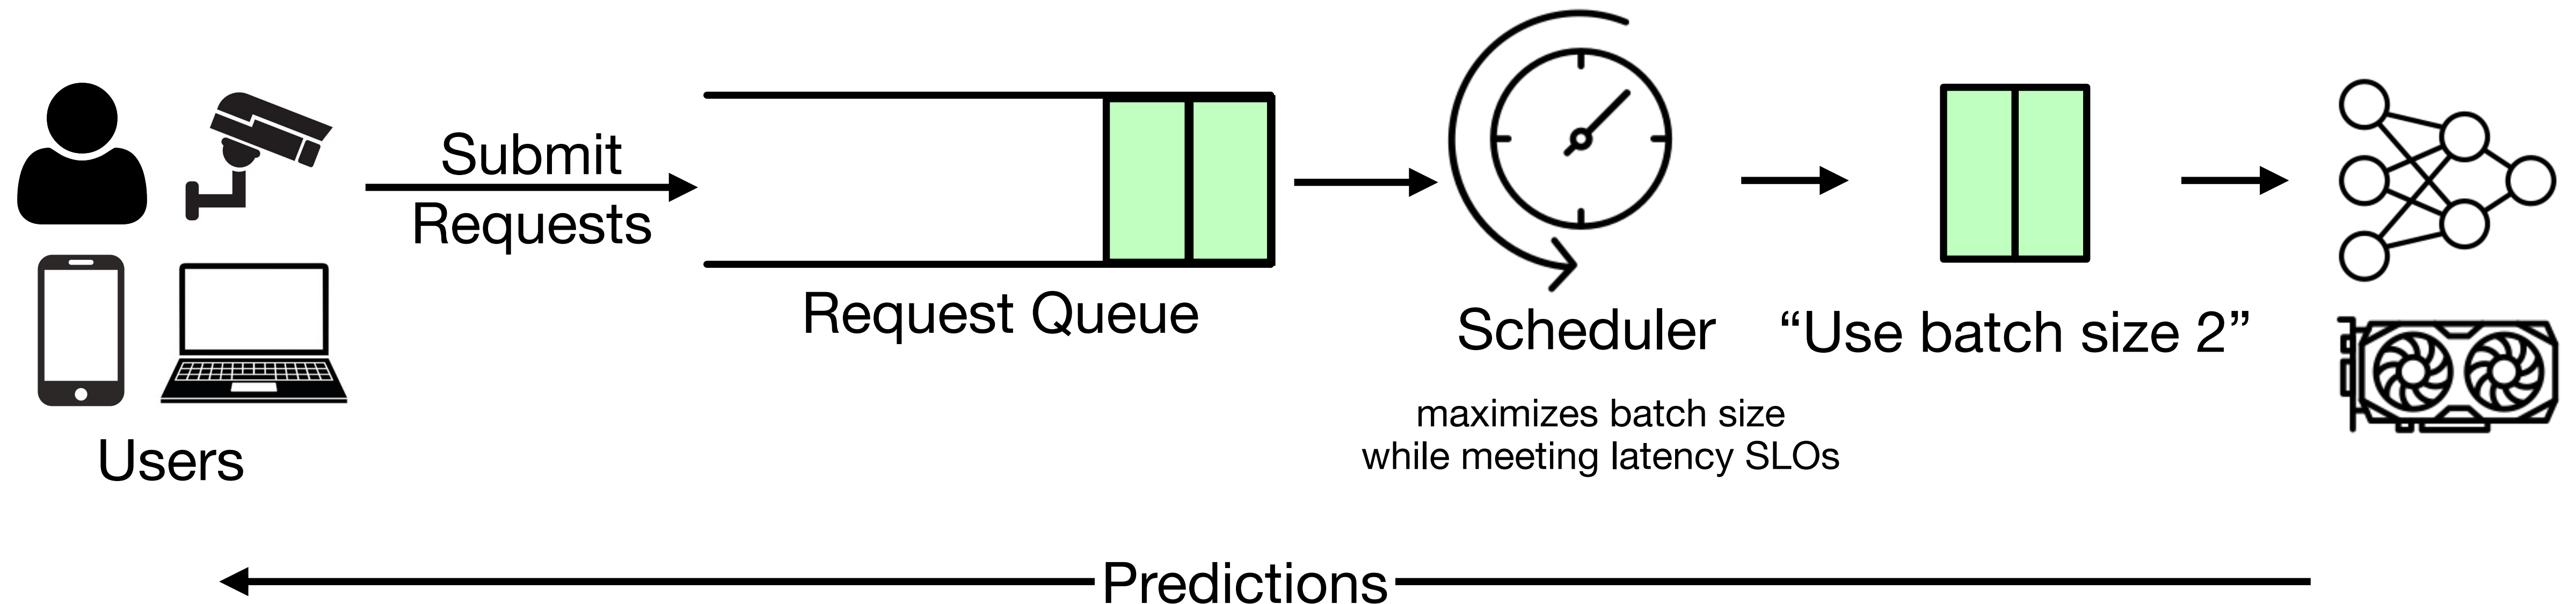 Submit
Requests
Users
Request Queue
Scheduler
maximizes batch size
while meeting latency SLOs
“Use batch size 2”
Predictions